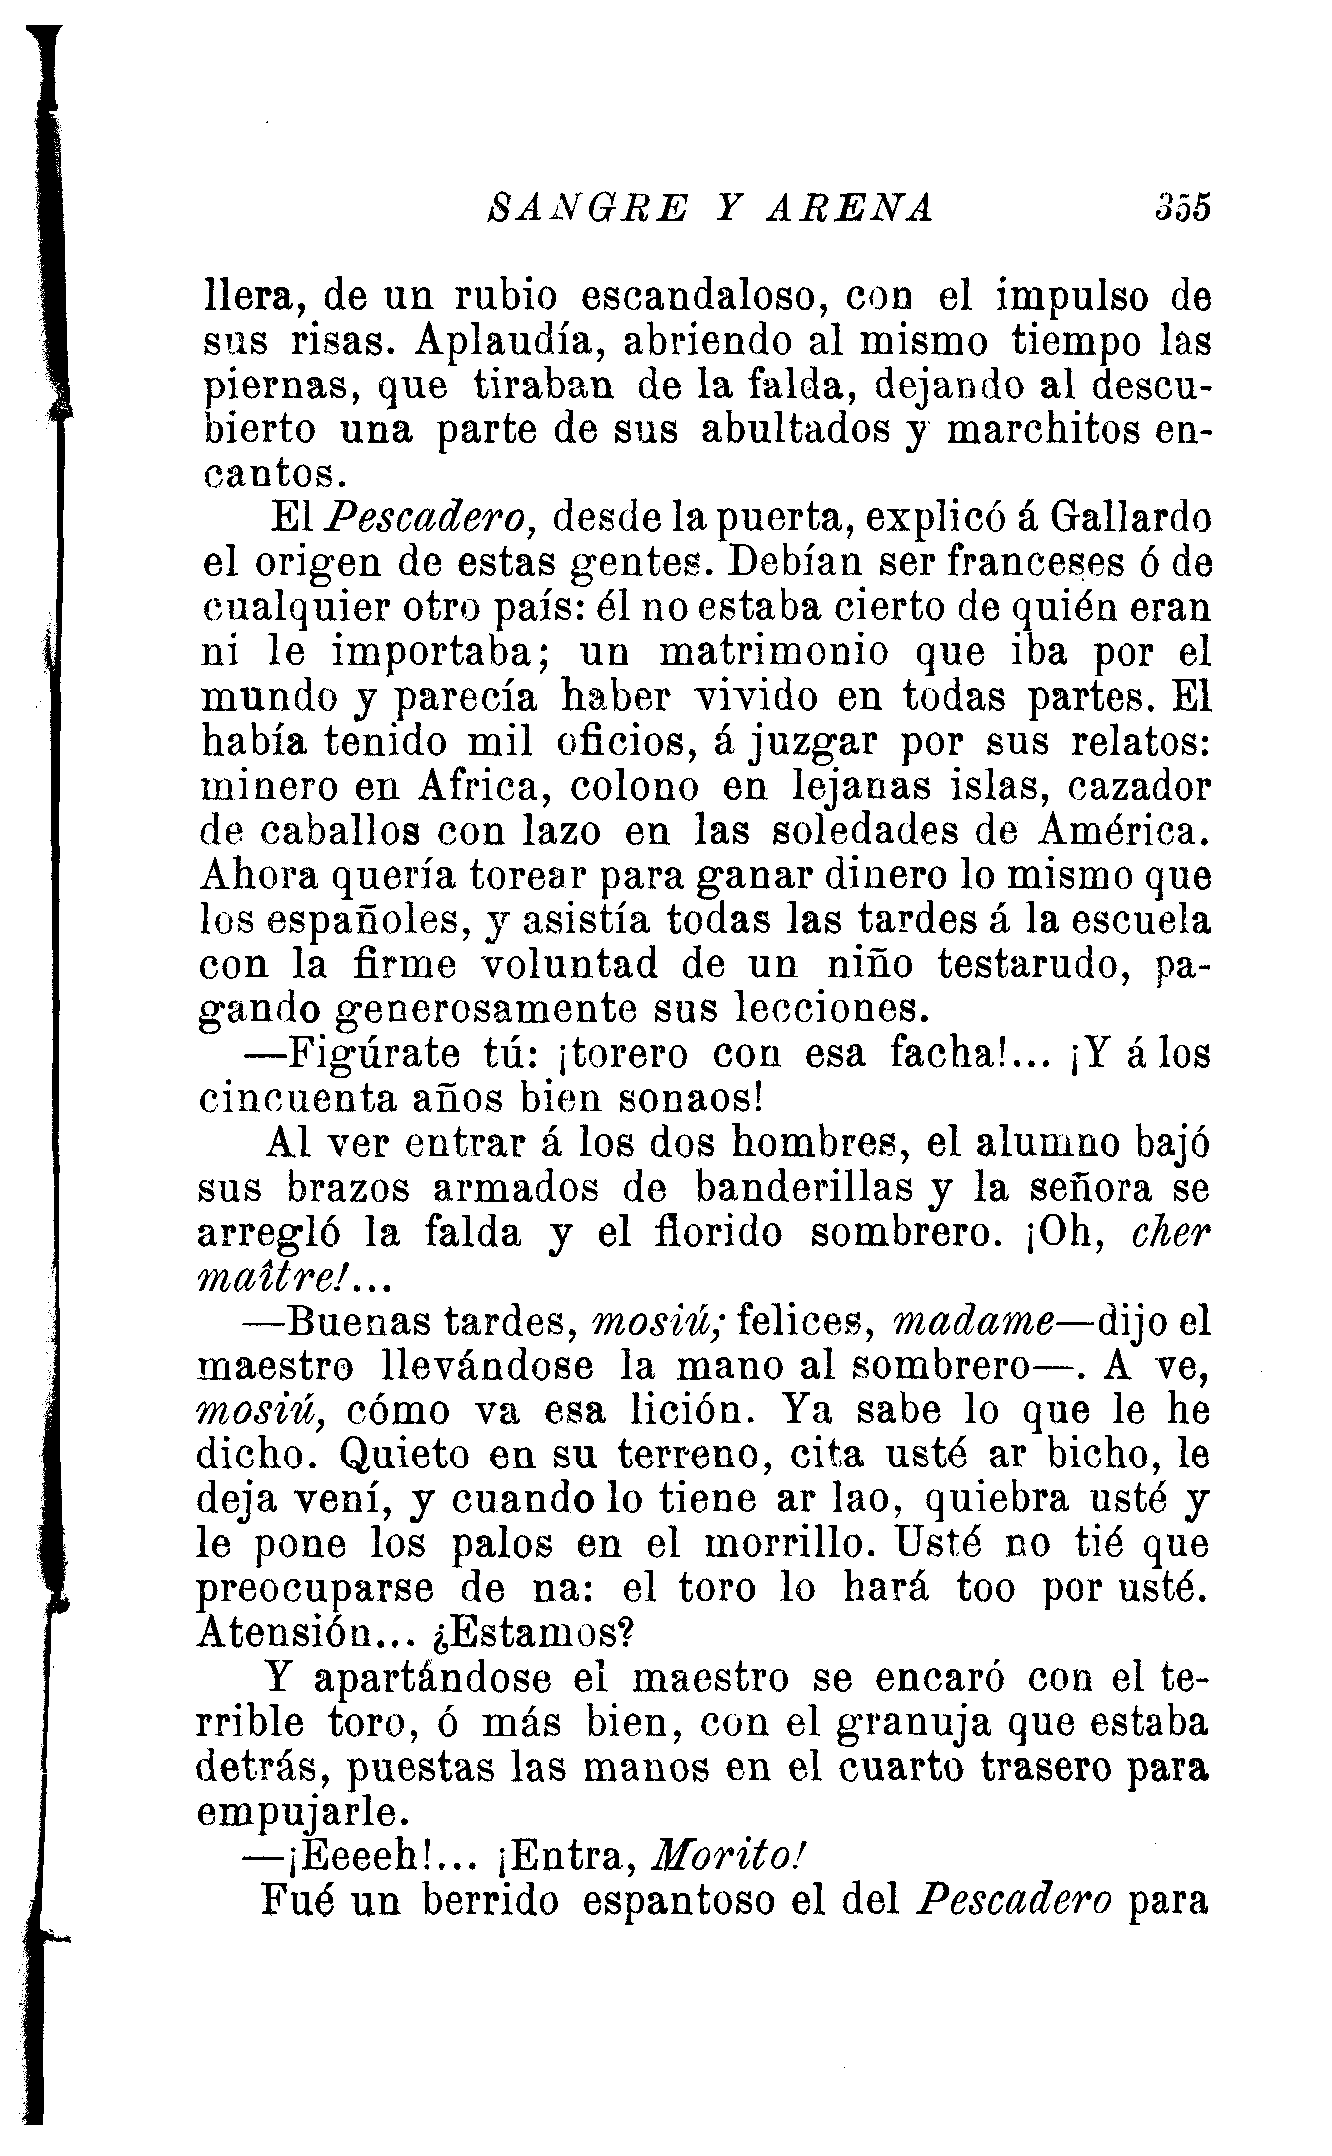 SANGRE Y ARENA 355
llera, de un rubio escandaloso, con el impulso de
sus risas. Aplaudía, abriendo al mismo tiempo las
piernas, que tiraban de la falda, dejando al descu-
bierto una parte de sus abultados y marchitos en-
cantos.
El Pescadero, desde la puerta, explicó á Gallardo
el origen de estas gentes. Debían ser franceses ó de
cualquier otro país: él no estaba cierto de quién eran
ni le importaba; un matrimonio que iba por el
mundo y parecía haber vivido en todas partes. El
había tenido mil oficios, á juzgar por sus relatos:
minero en Africa, colono en lejanas islas, cazador
de caballos con lazo en las soledades de América.
Ahora quería torear para ganar dinero lo mismo que
los españoles, y asistía todas las tardes á la escuela
con la firme voluntad de un niño testarudo, pa-
gando generosamente sus lecciones.
—Figúrate tú: ¡torero con esa facha!... ¡Y á los
cincuenta años bien sonaos!
Al ver entrar á los dos hombres, el alumno bajó
sus brazos armados de banderillas y la señora se
arregló la falda y el florido sombrero. ¡Oh, cher
maître!...
—Buenas tardes, mosiú; felices, madame—dijo el
maestro llevándose la mano al sombrero—. A ve,
mosiú, cómo va esa lición. Ya sabe lo que le he
dicho. Quieto en su terreno, cita usté ar bicho, le
deja vení, y cuando lo tiene ar lao, quiebra usté y
le pone los palos en el morrillo. Usté no tié que
preocuparse de na: el toro lo hará too por usté.
Atensión... ¿Estamos?
Y apartándose el maestro se encaró con el te-
rrible toro, ó más bien, con el granuja que estaba
detrás, puestas las manos en el cuarto trasero para
empujarle.
—¡Eeeeh!... ¡Entra, Morito!
Fué un berrido espantoso el del Pescadero para